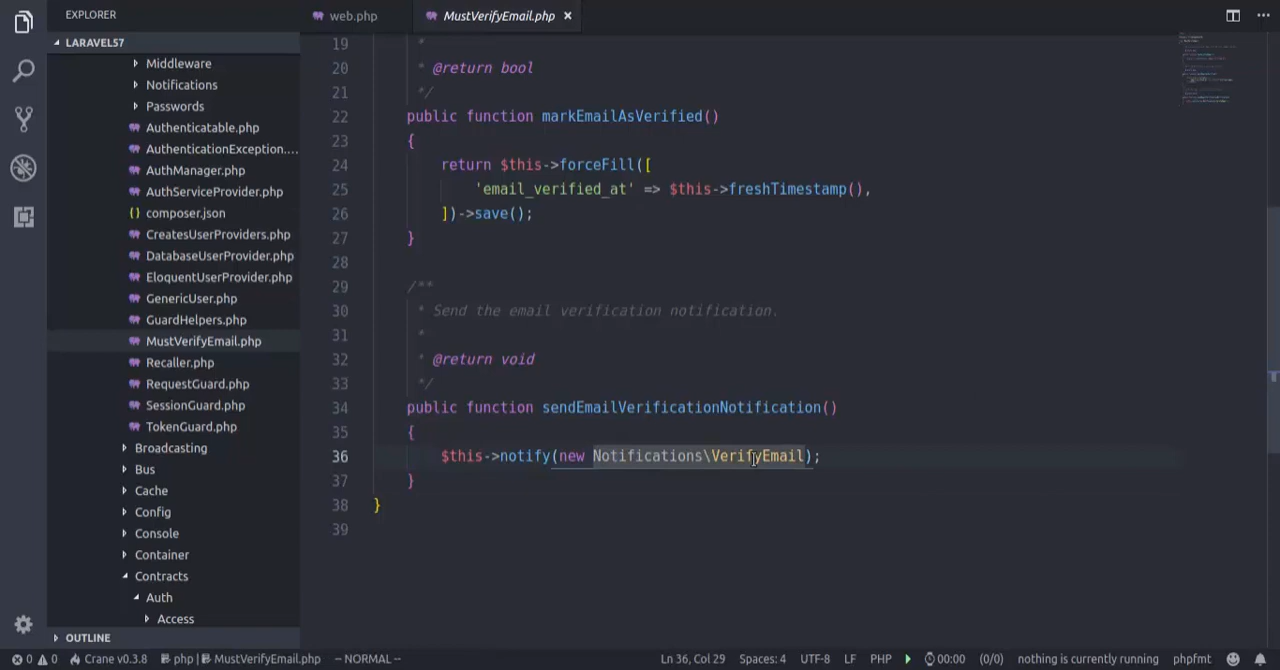 EXPLORER
web.php
MustVerifyEmail.php ×
LARAVEL57
Middleware
Notifications
Passwords
Authenticatable.php
AuthenticationException....
AuthManager.php
AuthServiceProvider.php
{} composer.json
CreatesUserProviders.php
DatabaseUserProvider.php
EloquentUserProvider.php
GenericUser.php
GuardHelpers.php
MustVerifyEmail.php
Recaller.php
RequestGuard.php
SessionGuard.php
TokenGuard.php
Broadcasting
Bus
Cache
Config
Console
Container
Contracts
Auth
Access
OUTLINE
19 *
20 * @return bool
21 */
22 public function markEmailAsVerified()
23 {
24 return $this->forceFill([
25 'email_verified_at' => $this->freshTimestamp(),
26 ])->save();
27 }
28
29 /**
30 * Send the email verification notification.
31 *
32 * @return void
33 */
34 public function sendEmailVerificationNotification()
35 {
36 $this->notify(new Notifications\VerifyEmail);
37 }
38 }
39
0 0 Crane v0.3.8 php | MustVerifyEmail.php -- NORMAL -- Ln 36, Col 29 Spaces: 4 UTF-8 LF PHP 00:00 (0/0) nothing is currently running phpfmt